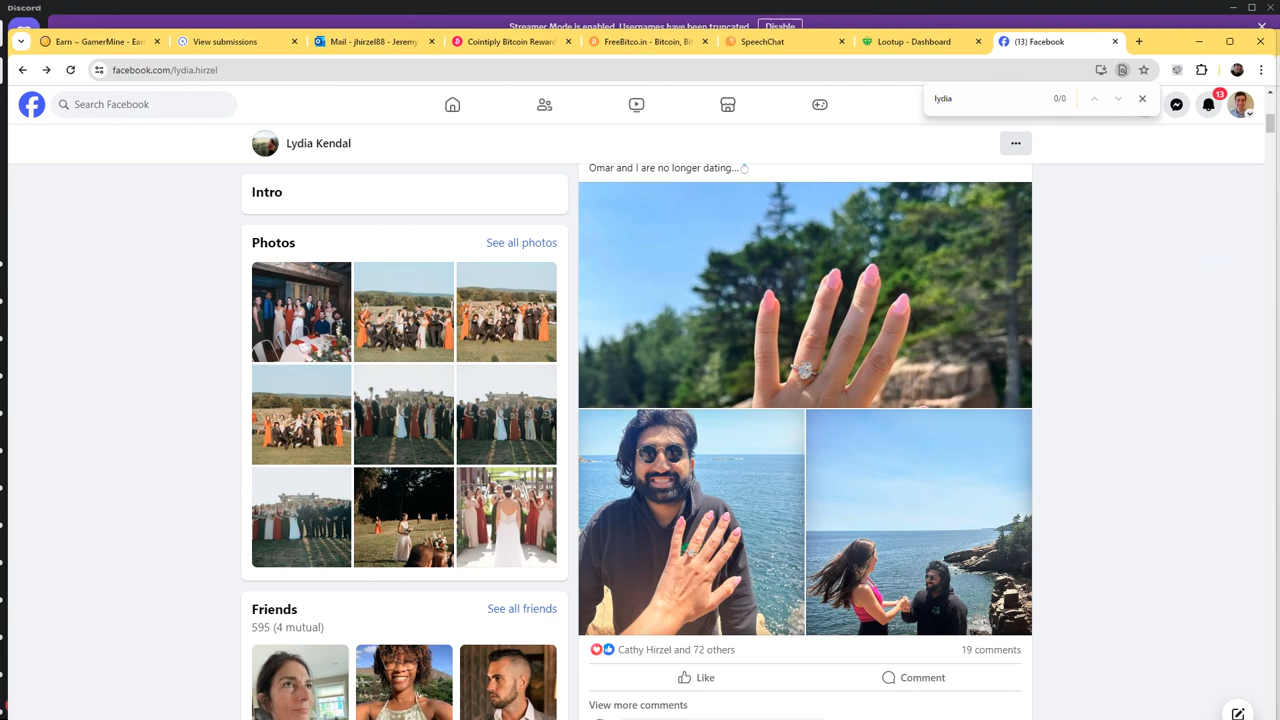 Discord
Streamer Mode is enabled. Usernames have been truncated. Disable
Earn ~ GamerMine - Earn
View submissions
Mail - jhirzel88 - Jeremy
Cointiply Bitcoin Reward
FreeBitco.in - Bitcoin, Bit
SpeechChat
Lootup - Dashboard
(13) Facebook
facebook.com/lydia.hirzel
lydia
0/0
Search Facebook
13
Lydia Kendal
Omar and I are no longer dating...💍
Intro
Photos
See all photos
Friends
See all friends
595 (4 mutual)
Cathy Hirzel and 72 others
19 comments
Like
Comment
View more comments